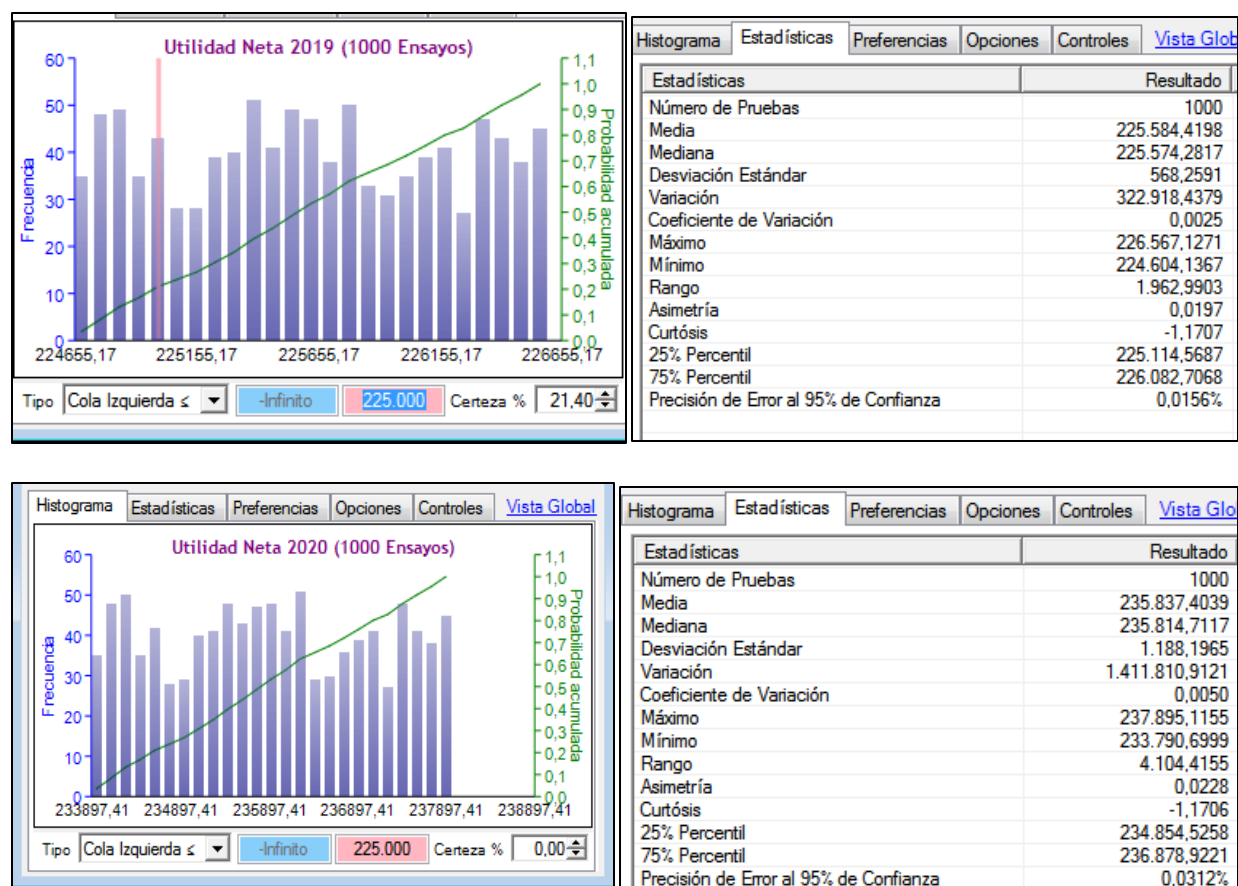 Utilidad Neta 2019 (1000 Ensayos)
60
50
40
30
20
10
0
Frecuencia
1,1
1,0
0,9
0,8
0,7
0,6
0,5
0,4
0,3
0,2
0,1
0,0
Probabilidad acumulada
224655,17 225155,17 225655,17 226155,17 226655,17
Tipo Cola Izquierda ≤ -Infinito 225.000 Certeza % 21,40
Histograma Estadísticas Preferencias Opciones Controles Vista Glob
Estadísticas Resultado
Número de Pruebas 1000
Media 225.584,4198
Mediana 225.574,2817
Desviación Estándar 568,2591
Variación 322.918,4379
Coeficiente de Variación 0,0025
Máximo 226.567,1271
Mínimo 224.604,1367
Rango 1.962,9903
Asimetría 0,0197
Curtósis -1,1707
25% Percentil 225.114,5687
75% Percentil 226.082,7068
Precisión de Error al 95% de Confianza 0,0156%
Histograma Estadísticas Preferencias Opciones Controles Vista Global
Utilidad Neta 2020 (1000 Ensayos)
60
50
40
30
20
10
0
Frecuencia
1,1
1,0
0,9
0,8
0,7
0,6
0,5
0,4
0,3
0,2
0,1
0,0
Probabilidad acumulada
233897,41 234897,41 235897,41 236897,41 237897,41 238897,41
Tipo Cola Izquierda ≤ -Infinito 225.000 Certeza % 0,00
Histograma Estadísticas Preferencias Opciones Controles Vista Glo
Estadísticas Resultado
Número de Pruebas 1000
Media 235.837,4039
Mediana 235.814,7117
Desviación Estándar 1.188,1965
Variación 1.411.810,9121
Coeficiente de Variación 0,0050
Máximo 237.895,1155
Mínimo 233.790,6999
Rango 4.104,4155
Asimetría 0,0228
Curtósis -1,1706
25% Percentil 234.854,5258
75% Percentil 236.878,9221
Precisión de Error al 95% de Confianza 0,0312%